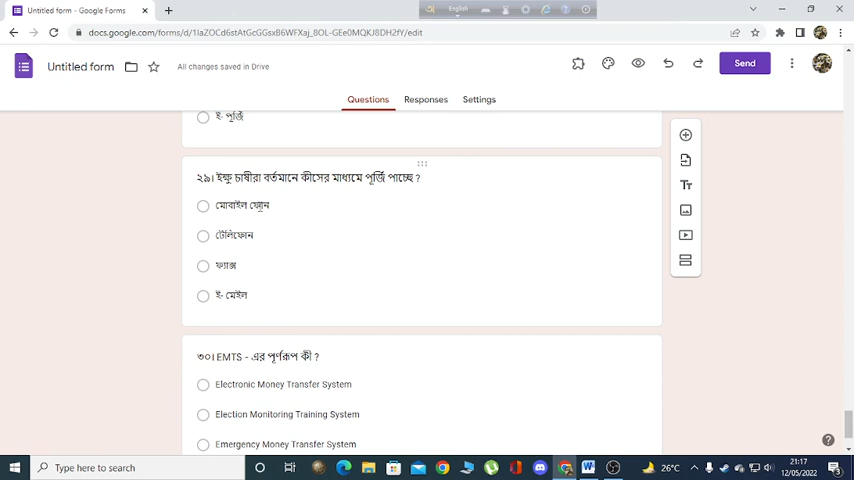 Untitled form - Google Forms
English
docs.google.com/forms/d/1IaZOCd6stAtGcGGsxB6WFXaj_8OL-GEe0MQKJ8DH2fY/edit
Untitled form
All changes saved in Drive
Send
Questions
Responses
Settings
ই- পূর্জি
২৯। ইক্ষু চাষীরা বর্তমানে কীসের মাধ্যমে পূর্জি পাচ্ছে ?
মোবাইল ফোন
টেলিফোন
ফ্যাক্স
ই- মেইল
৩০। EMTS - এর পূর্ণরূপ কী ?
Electronic Money Transfer System
Election Monitoring Training System
Emergency Money Transfer System
Type here to search
26°C
21:17
12/05/2022